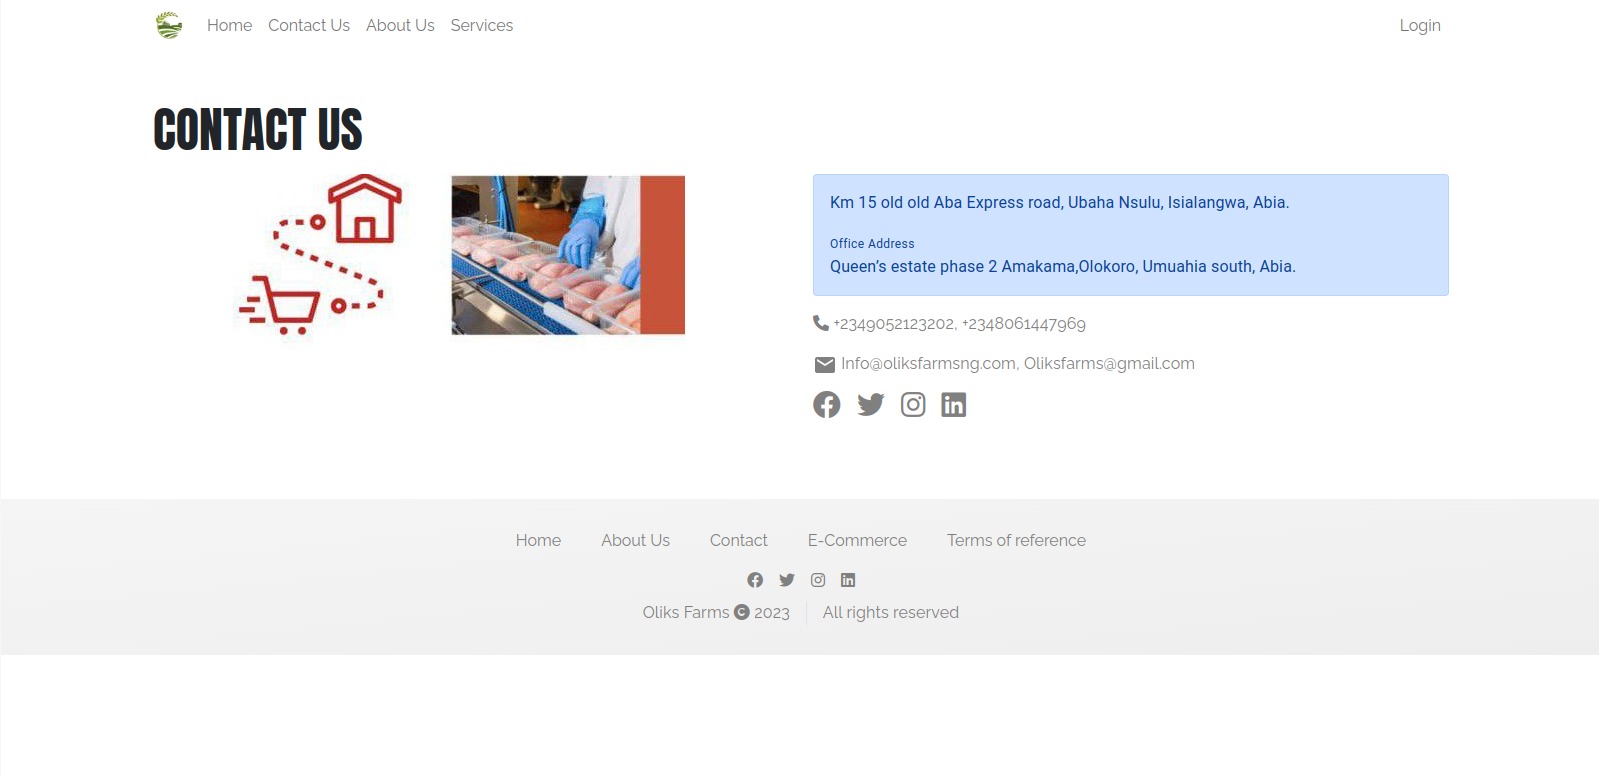 Home Contact Us About Us Services Login
CONTACT US
Km 15 old old Aba Express road, Ubaha Nsulu, Isialangwa, Abia.
Office Address
Queen’s estate phase 2 Amakama,Olokoro, Umuahia south, Abia.
+2349052123202, +2348061447969
Info@oliksfarmsng.com, Oliksfarms@gmail.com
Home About Us Contact E-Commerce Terms of reference
Oliks Farms © 2023 All rights reserved